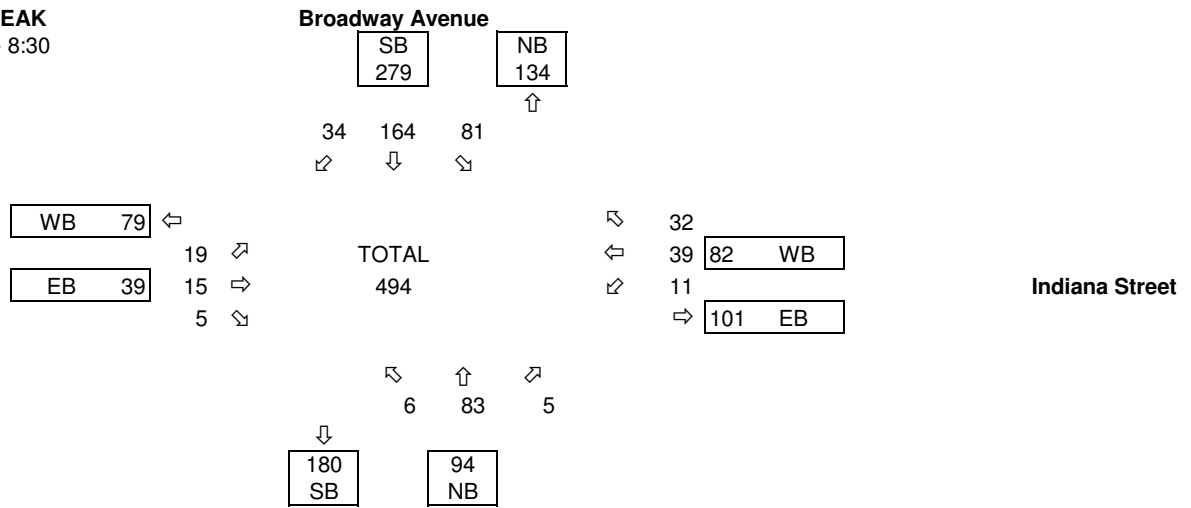 EAK Broadway Avenue
8:30 SB NB
279 134
⇧
34 164 81
⬃ ⇩ ⬂
WB 79 ⇦ ⬁ 32
19 ⬀ TOTAL ⇦ 39 82 WB
EB 39 15 ⇨ 494 ⬃ 11 Indiana Street
5 ⬂ ⇨ 101 EB
⬁ ⇧ ⬀
6 83 5
⇩
180 94
SB NB